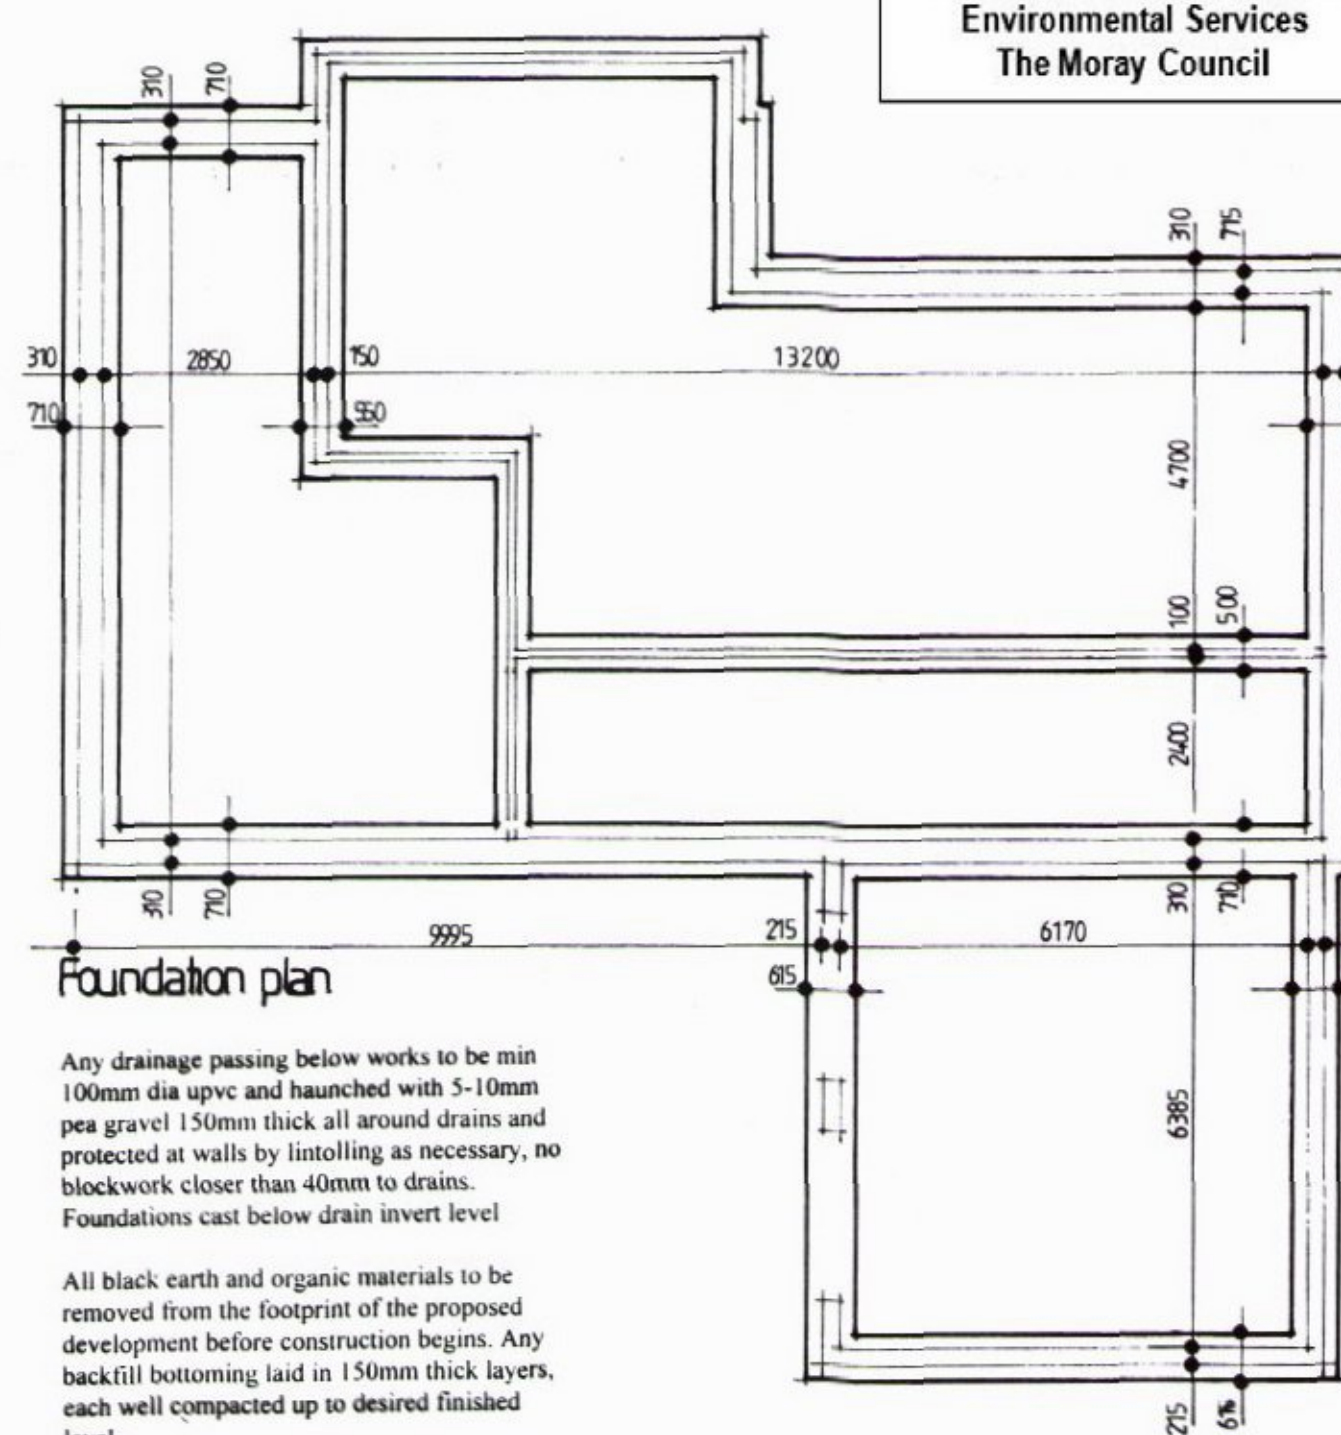 Environmental Services
The Moray Council
310
710
310
715
310
2850
150
13200
710
950
4700
100
500
2400
310
710
310
710
9995
215
6170
615
Foundation plan
6385
Any drainage passing below works to be min
100mm dia upvc and haunched with 5-10mm
pea gravel 150mm thick all around drains and
protected at walls by lintolling as necessary, no
blockwork closer than 40mm to drains.
Foundations cast below drain invert level
All black earth and organic materials to be
removed from the footprint of the proposed
development before construction begins. Any
backfill bottoming laid in 150mm thick layers,
each well compacted up to desired finished
215